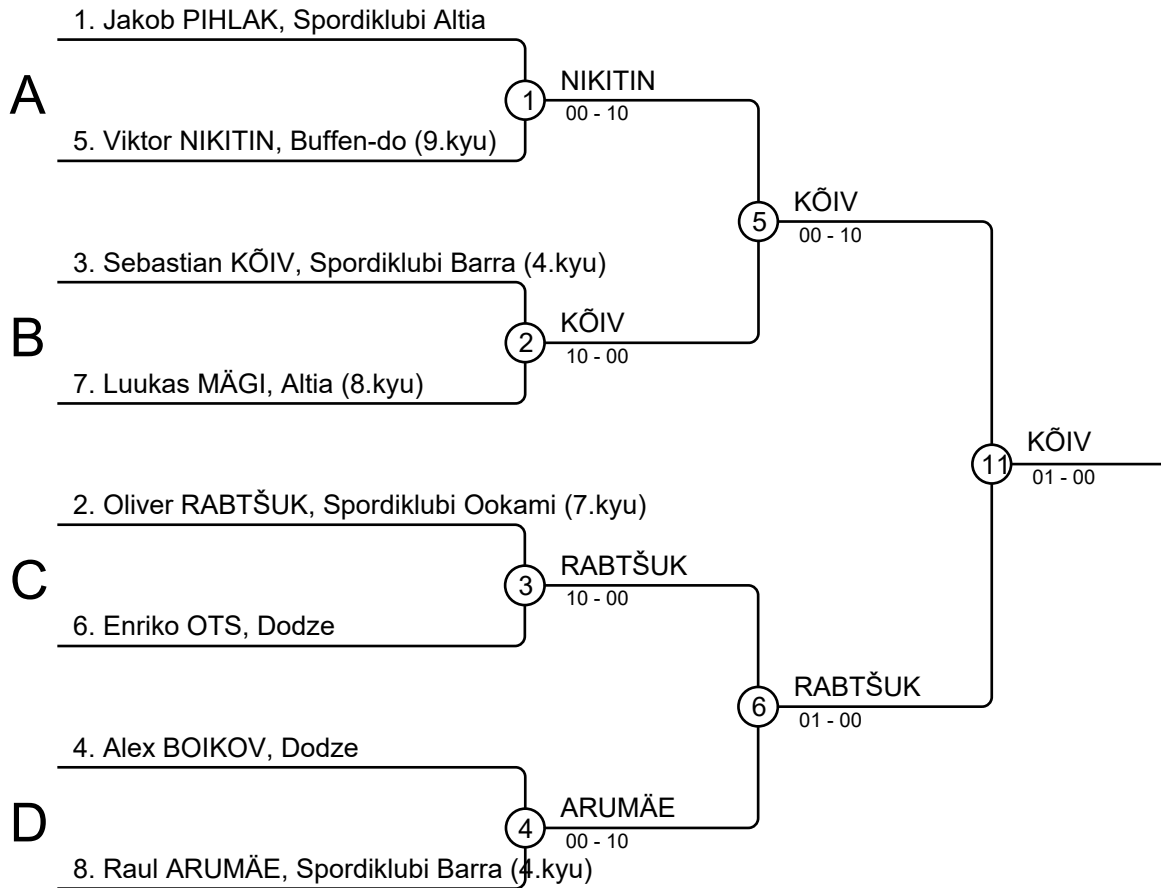 1. Jakob PIHLAK, Spordiklubi Altia
A
1
NIKITIN
00 - 10
5. Viktor NIKITIN, Buffen-do (9.kyu)
5
KÕIV
00 - 10
3. Sebastian KÕIV, Spordiklubi Barra (4.kyu)
B
2
KÕIV
10 - 00
7. Luukas MÄGI, Altia (8.kyu)
11
KÕIV
01 - 00
2. Oliver RABTŠUK, Spordiklubi Ookami (7.kyu)
C
3
RABTŠUK
10 - 00
6. Enriko OTS, Dodze
6
RABTŠUK
01 - 00
4. Alex BOIKOV, Dodze
D
4
ARUMÄE
00 - 10
8. Raul ARUMÄE, Spordiklubi Barra (4.kyu)